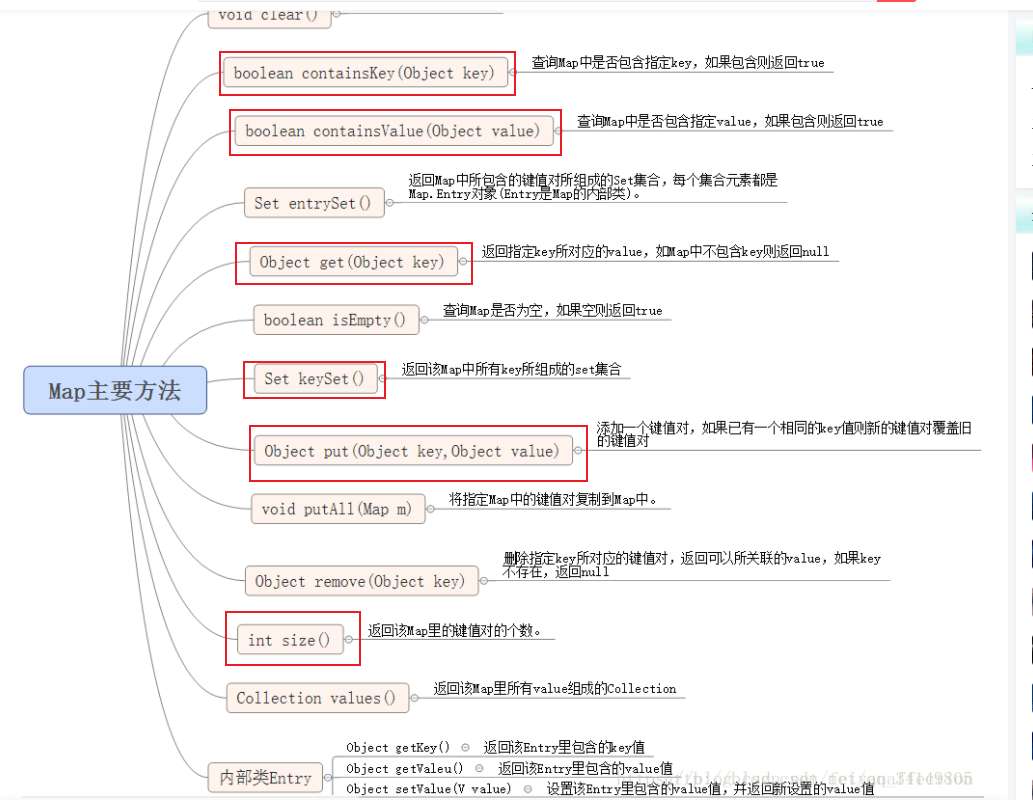 void clear()
boolean containsKey(Object key)
查询Map中是否包含指定key，如果包含则返回true
boolean containsValue(Object value)
查询Map中是否包含指定value，如果包含则返回true
Set entrySet()
返回Map中所包含的键值对所组成的Set集合，每个集合元素都是
Map.Entry对象(Entry是Map的内部类)。
Object get(Object key)
返回指定key所对应的value，如Map中不包含key则返回null
boolean isEmpty()
查询Map是否为空，如果空则返回true
Set keySet()
返回该Map中所有key所组成的set集合
Map主要方法
Object put(Object key,Object value)
添加一个键值对，如果已有一个相同的key值则新的键值对覆盖旧
的键值对
void putAll(Map m)
将指定Map中的键值对复制到Map中。
Object remove(Object key)
删除指定key所对应的键值对，返回可以所关联的value，如果key
不存在，返回null
int size()
返回该Map里的键值对的个数。
Collection values()
返回该Map里所有value组成的Collection
内部类Entry
Object getKey()
返回该Entry里包含的key值
Object getValeu()
返回该Entry里包含的value值
Object setValue(V value)
设置该Entry里包含的value值，并返回新设置的value值